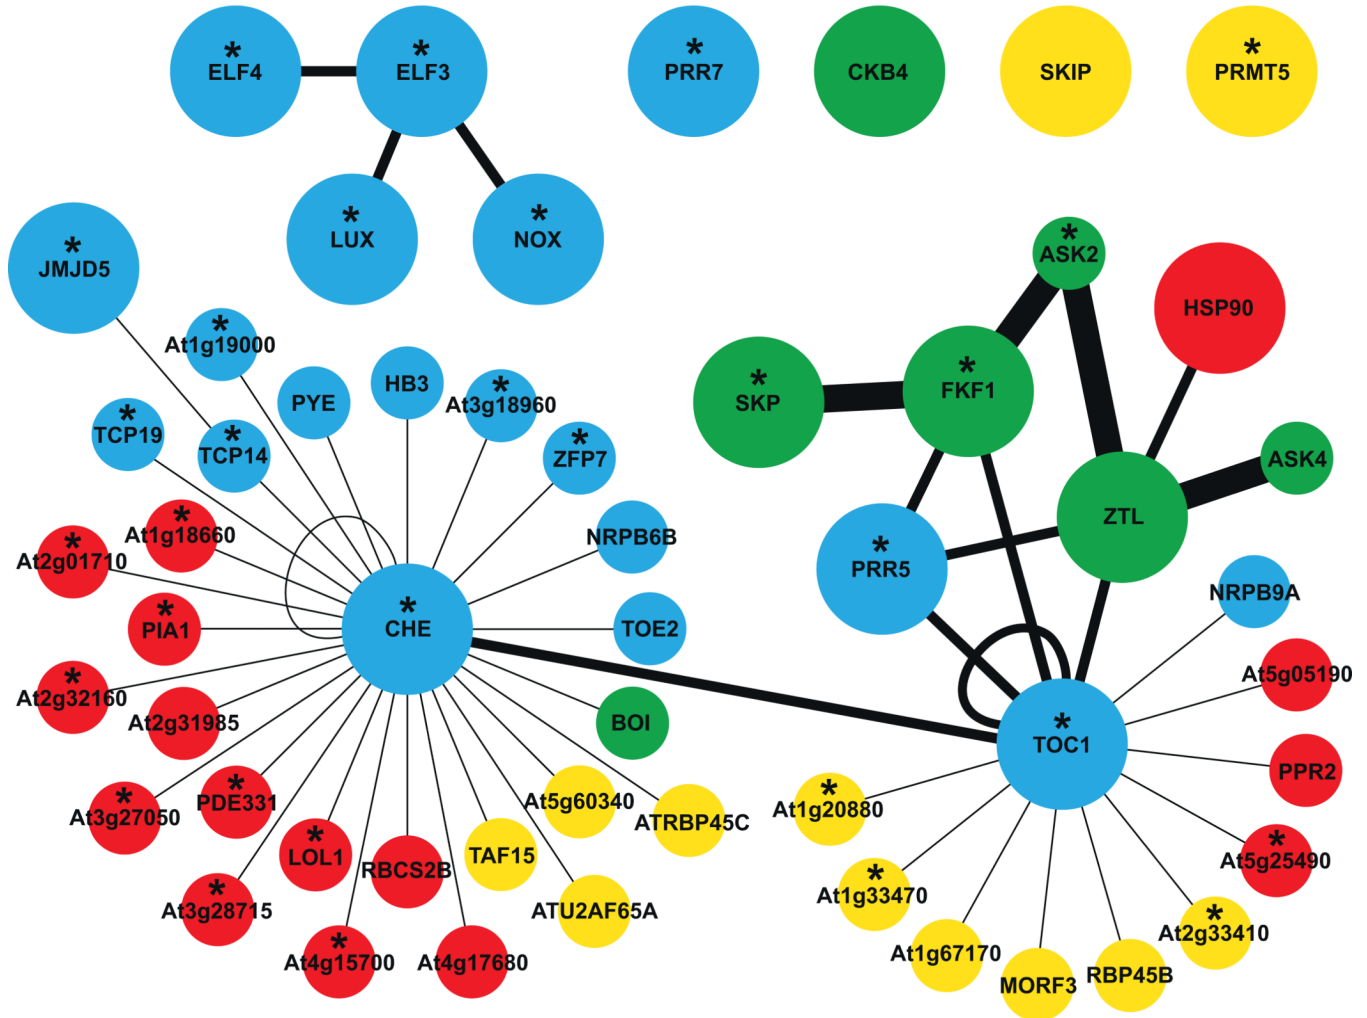 *
ELF4
*
ELF3
*
PRR7
CKB4
SKIP
*
PRMT5
*
LUX
*
NOX
*
JMJD5
*
ASK2
HSP90
*
At1g19000
PYE
HB3
*
At3g18960
*
SKP
*
FKF1
*
TCP19
*
TCP14
*
ZFP7
ASK4
ZTL
*
At2g01710
*
At1g18660
NRPB6B
*
PRR5
NRPB9A
*
PIA1
*
CHE
TOE2
*
At2g32160
At2g31985
BOI
*
TOC1
At5g05190
PPR2
*
At3g27050
*
PDE331
At5g60340
ATRBP45C
*
At1g20880
*
LOL1
RBCS2B
TAF15
*
At5g25490
*
At3g28715
ATU2AF65A
*
At1g33470
*
At2g33410
*
At4g15700
At4g17680
At1g67170
MORF3
RBP45B